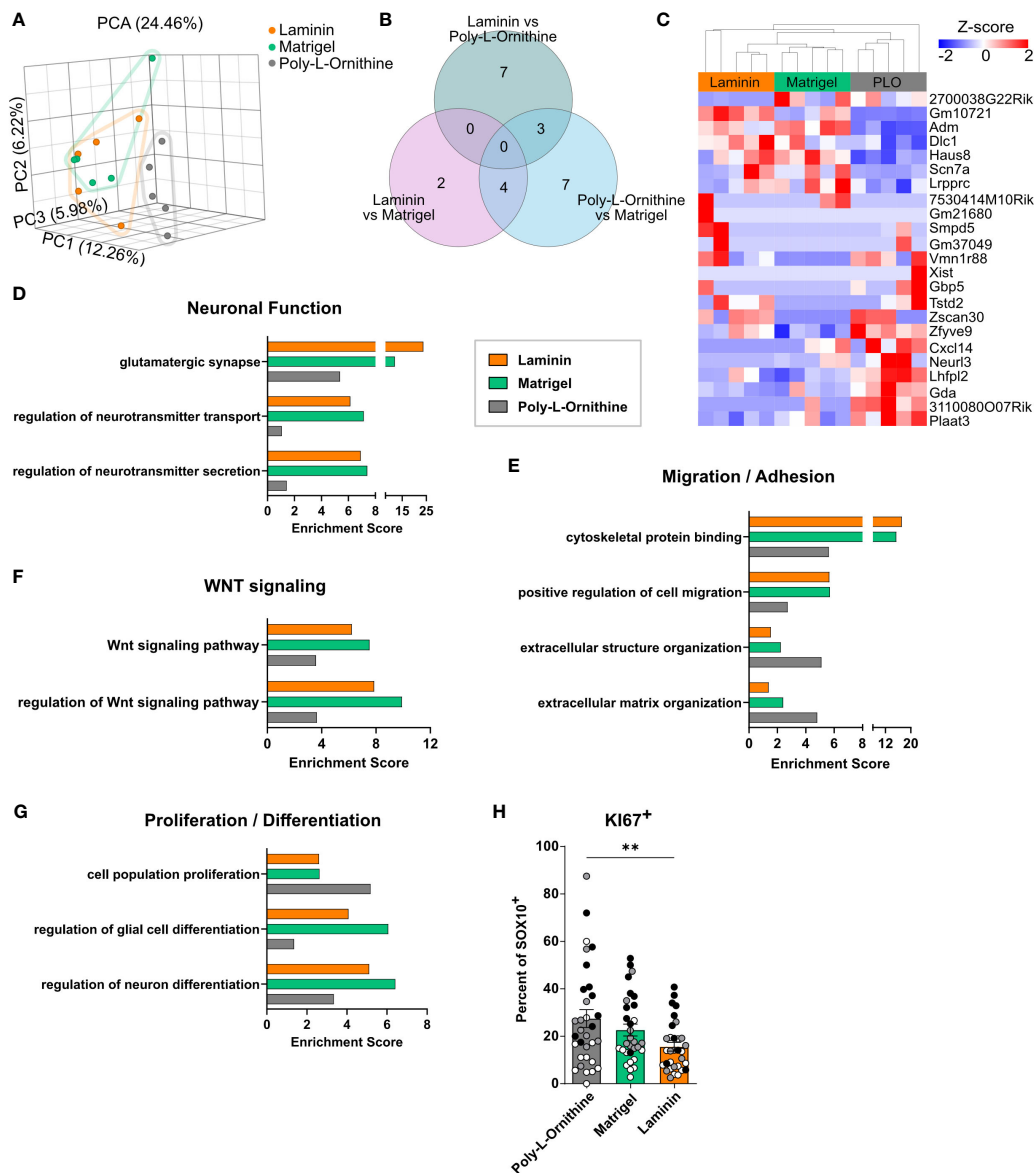 A
PCA (24.46%)
Laminin
Matrigel
Poly-L-Ornithine
PC2 (6.22%)
PC3 (5.98%)
PC1 (12.26%)
B
Laminin vs
Poly-L-Ornithine
7
0
3
0
2
4
7
Laminin
vs Matrigel
Poly-L-Ornithine
vs Matrigel
C
Z-score
-2 0 2
Laminin Matrigel PLO
2700038G22Rik
Gm10721
Adm
Dlc1
Haus8
Scn7a
Lrpprc
7530414M10Rik
Gm21680
Smpd5
Gm37049
Vmn1r88
Xist
Gbp5
Tstd2
Zscan30
Zfyve9
Cxcl14
Neurl3
Lhfpl2
Gda
3110080O07Rik
Plaat3
D
Neuronal Function
glutamatergic synapse
regulation of neurotransmitter transport
regulation of neurotransmitter secretion
0 2 4 6 8 15 25
Enrichment Score
Laminin
Matrigel
Poly-L-Ornithine
E
Migration / Adhesion
cytoskeletal protein binding
positive regulation of cell migration
extracellular structure organization
extracellular matrix organization
0 2 4 6 8 12 20
Enrichment Score
F
WNT signaling
Wnt signaling pathway
regulation of Wnt signaling pathway
0 4 8 12
Enrichment Score
G
Proliferation / Differentiation
cell population proliferation
regulation of glial cell differentiation
regulation of neuron differentiation
0 2 4 6 8
Enrichment Score
H
KI67+
**
Percent of SOX10+
100
80
60
40
20
0
Poly-L-Ornithine
Matrigel
Laminin